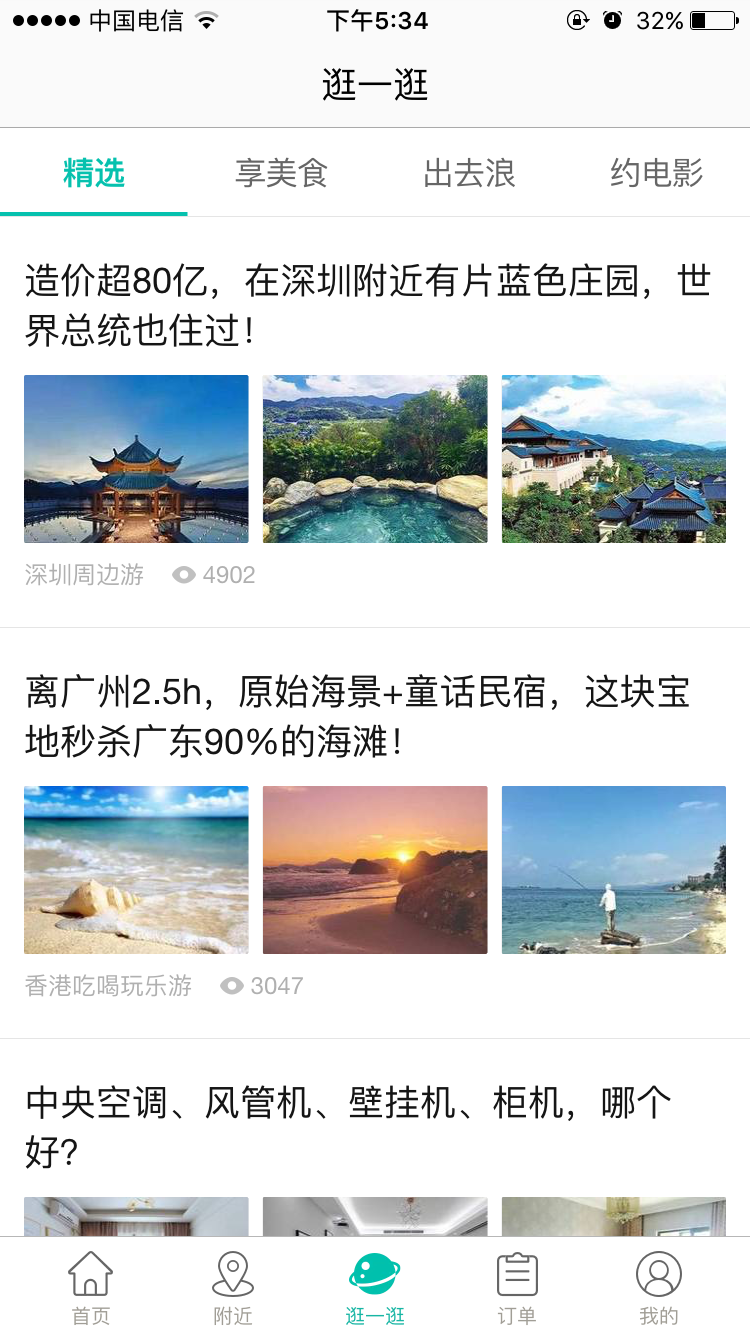 中国电信 下午5:34 32%
逛一逛
精选 享美食 出去浪 约电影
造价超80亿，在深圳附近有片蓝色庄园，世
界总统也住过！
深圳周边游 4902
离广州2.5h，原始海景+童话民宿，这块宝
地秒杀广东90%的海滩！
香港吃喝玩乐游 3047
中央空调、风管机、壁挂机、柜机，哪个
好？
首页 附近 逛一逛 订单 我的